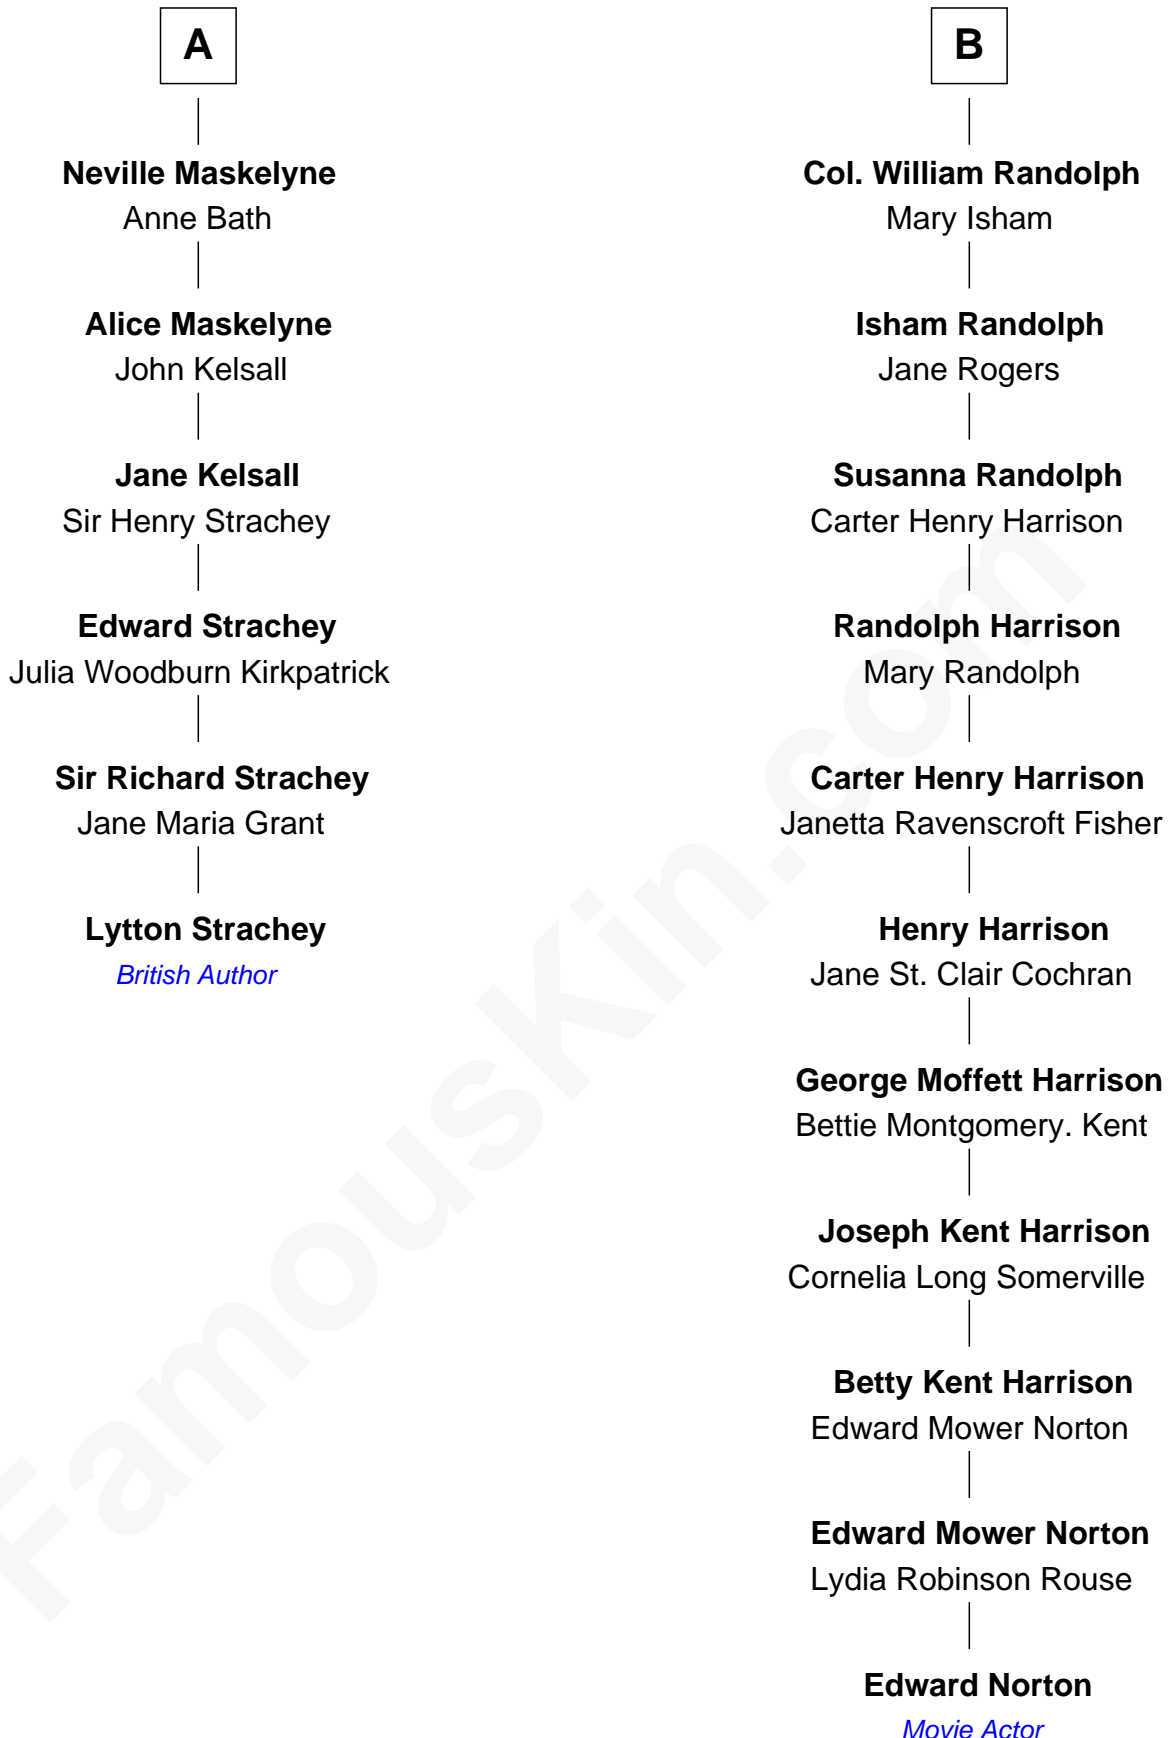 A
Neville Maskelyne
Anne Bath
Alice Maskelyne
John Kelsall
Jane Kelsall
Sir Henry Strachey
Edward Strachey
Julia Woodburn Kirkpatrick
Sir Richard Strachey
Jane Maria Grant
Lytton Strachey
British Author
B
Col. William Randolph
Mary Isham
Isham Randolph
Jane Rogers
Susanna Randolph
Carter Henry Harrison
Randolph Harrison
Mary Randolph
Carter Henry Harrison
Janetta Ravenscroft Fisher
Henry Harrison
Jane St. Clair Cochran
George Moffett Harrison
Bettie Montgomery. Kent
Joseph Kent Harrison
Cornelia Long Somerville
Betty Kent Harrison
Edward Mower Norton
Edward Mower Norton
Lydia Robinson Rouse
Edward Norton
Movie Actor
FamousKin.com